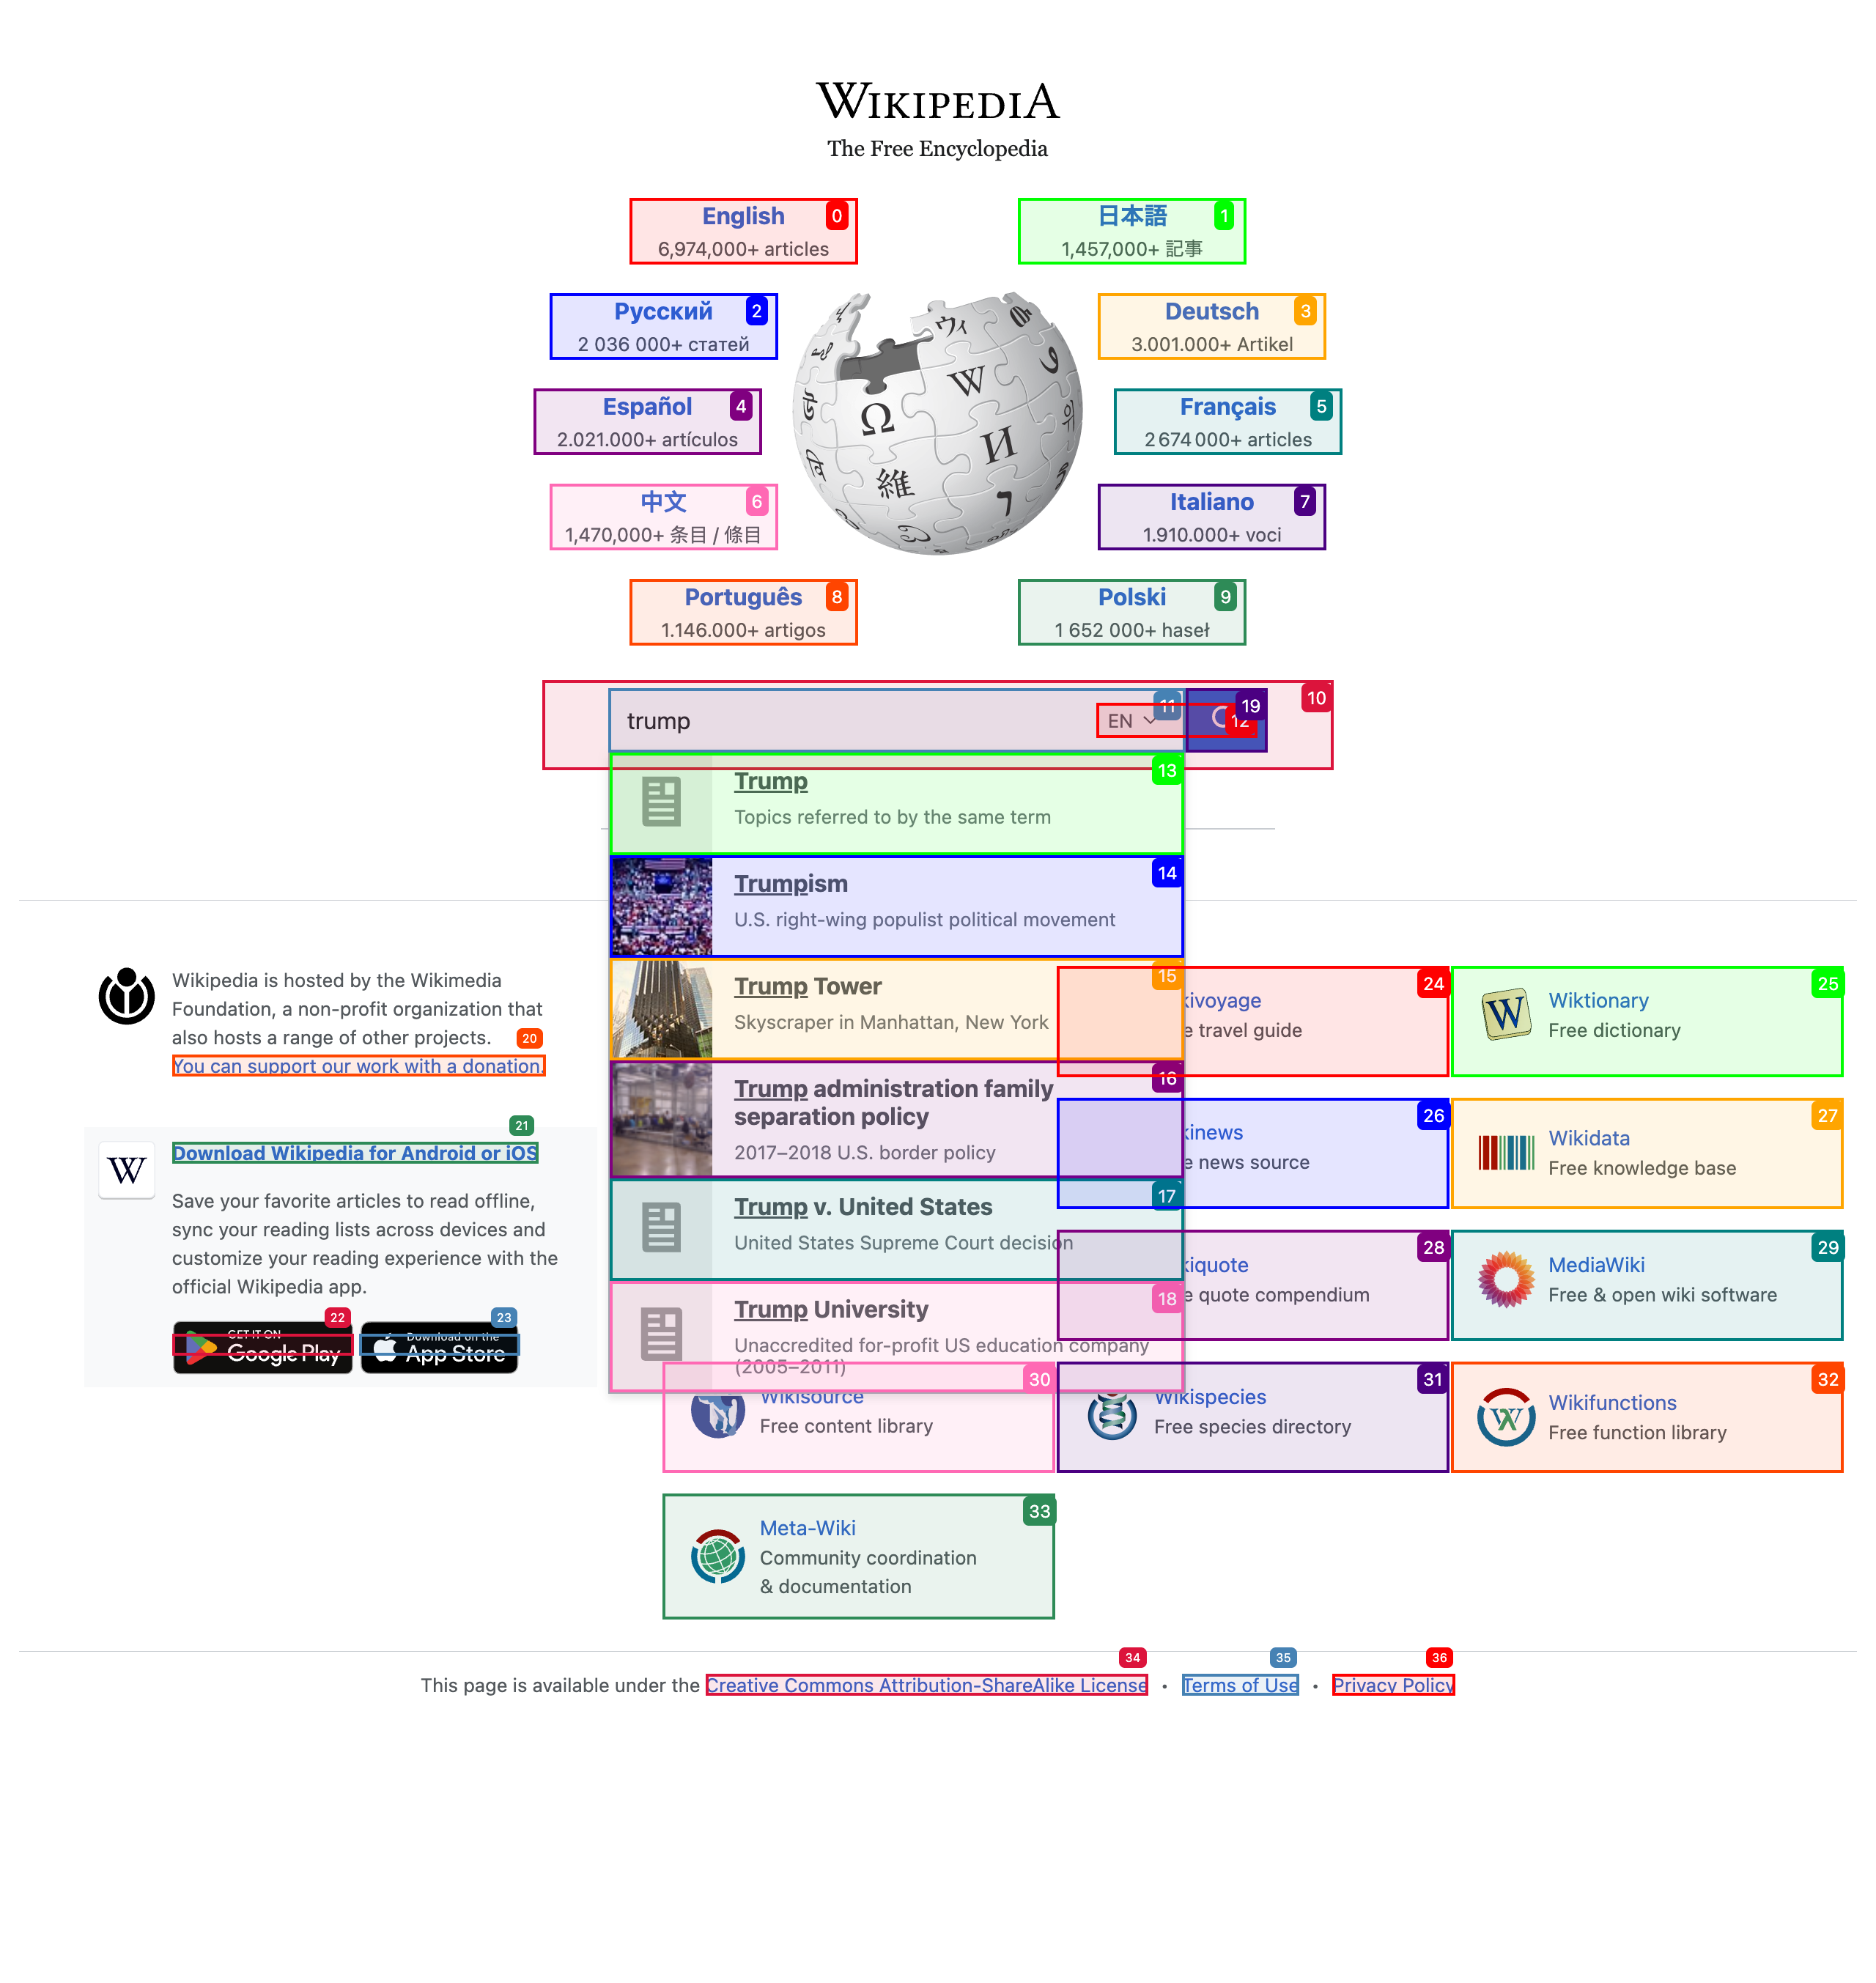 WIKIPEDIA
The Free Encyclopedia
English 0
6,974,000+ articles
日本語 1
1,457,000+ 記事
Русский 2
2 036 000+ статей
Deutsch 3
3.001.000+ Artikel
Español 4
2.021.000+ artículos
Français 5
2 674 000+ articles
中文 6
1,470,000+ 条目 / 條目
Italiano 7
1.910.000+ voci
Português 8
1.146.000+ artigos
Polski 9
1 652 000+ haseł
Ω W И 維 ウィ
10
trump EN 11 12 19
Trump 13
Topics referred to by the same term
Trumpism 14
U.S. right-wing populist political movement
Trump Tower 15
Skyscraper in Manhattan, New York
Trump administration family 16
separation policy
2017–2018 U.S. border policy
Trump v. United States 17
United States Supreme Court decision
Trump University 18
Unaccredited for-profit US education company
(2005–2011)
Wikipedia is hosted by the Wikimedia
Foundation, a non-profit organization that
also hosts a range of other projects. 20
You can support our work with a donation.
21
W
Download Wikipedia for Android or iOS
Save your favorite articles to read offline,
sync your reading lists across devices and
customize your reading experience with the
official Wikipedia app.
22
GET IT ON
Google Play
23
Download on the
App Store
kivoyage 24
e travel guide
W
Wiktionary 25
Free dictionary
kinews 26
e news source
Wikidata 27
Free knowledge base
kiquote 28
e quote compendium
MediaWiki 29
Free & open wiki software
Wikisource 30
Free content library
Wikispecies 31
Free species directory
Wikifunctions 32
Free function library
Meta-Wiki 33
Community coordination
& documentation
34 35 36
This page is available under the Creative Commons Attribution-ShareAlike License • Terms of Use • Privacy Policy